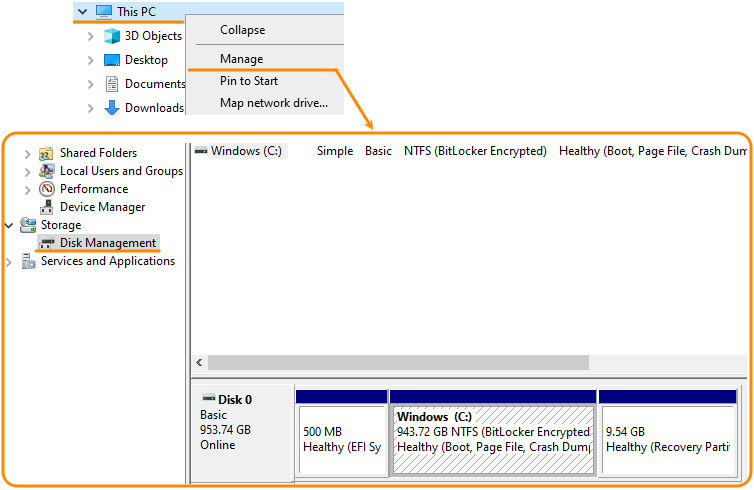 This PC
3D Objects
Desktop
Documents
Downloads
Collapse
Manage
Pin to Start
Map network drive...
Shared Folders
Local Users and Groups
Performance
Device Manager
Storage
Disk Management
Services and Applications
Windows (C:) Simple Basic NTFS (BitLocker Encrypted) Healthy (Boot, Page File, Crash Dum
Disk 0
Basic
953.74 GB
Online
500 MB
Healthy (EFI Sy
Windows (C:)
943.72 GB NTFS (BitLocker Encrypted
Healthy (Boot, Page File, Crash Dump
9.54 GB
Healthy (Recovery Parti